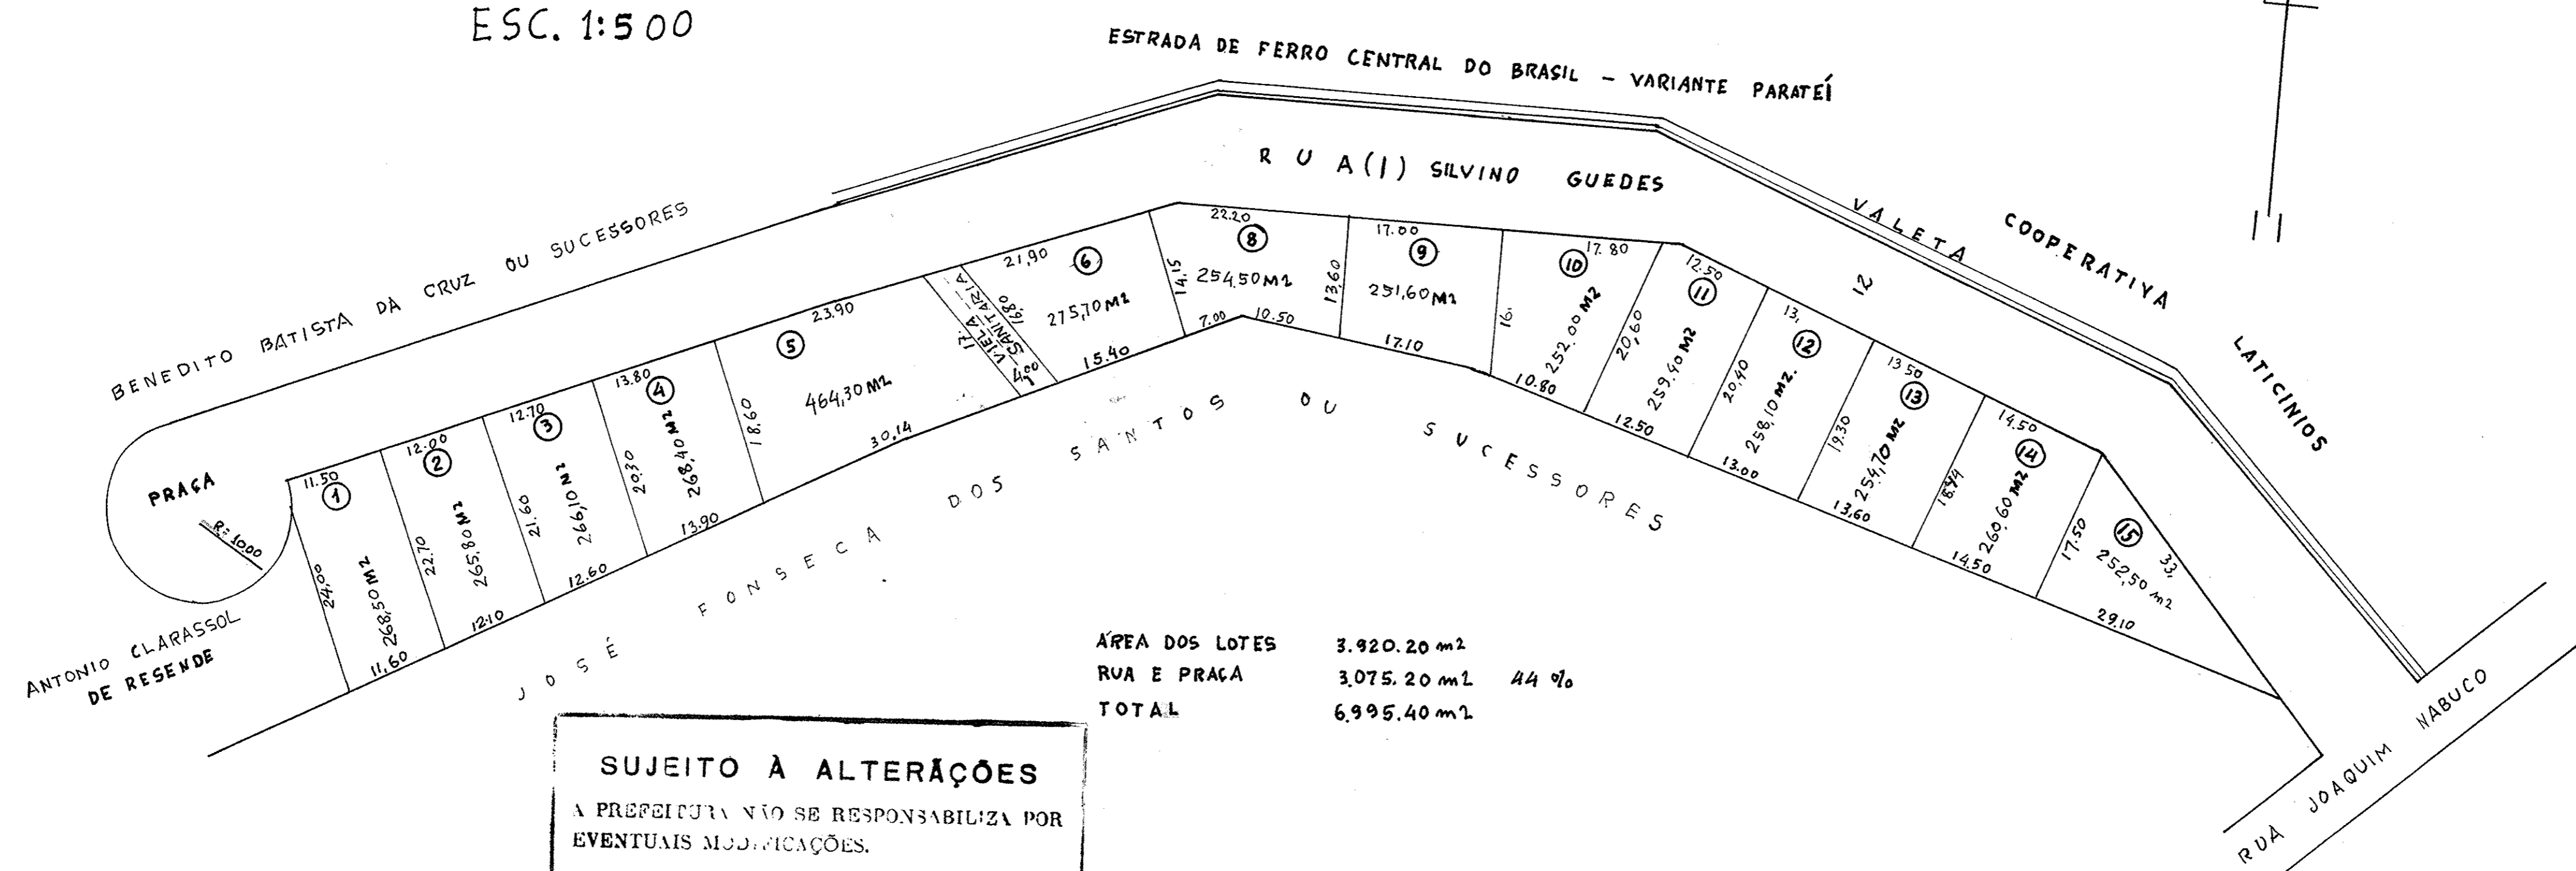 ESC. 1:500
ESTRADA DE FERRO CENTRAL DO BRASIL - VARIANTE PARATEÍ
RUA (1) SILVINO GUEDES
VALETA
COOPERATIVA LATICÍNIOS
12
BENEDITO BATISTA DA CRUZ OU SUCESSORES
PRAÇA
R=10.00
ANTONIO CLARASSOL
DE RESENDE
11.50
1
24,00
268,50 M2
11,60
12.00
2
22.70
265,80 M2
12.10
12.70
3
21.60
266,10 M2
12.60
13.80
4
20,30
268,40 M2
13.90
23.90
5
18.60
464,30 M2
30,14
17.
VIELA
SANITARIA
4,00
21,90
6
16,80
275,70 M2
15.40
22.20
8
14,15
254,50 M2
7.00
10.50
17.00
9
13,60
251,60 M2
17.10
17.80
10
16.
252.00 M2
10.80
12.50
11
20,60
259.40 M2
12.50
13,
12
20,40
258,10 M2.
13.00
13 50
13
19.30
254,70 M2
13,60
14.50
14
260,60 M2
14,50
15
17.50
33,
252,50 m2
29.10
JOSÉ FONSECA DOS SANTOS OU SUCESSORES
ÁREA DOS LOTES 3.920.20 m2
RUA E PRAÇA 3.075.20 m2 44 %
TOTAL 6.995.40 m2
SUJEITO À ALTERÃÇÕES
A PREFEITURA NÃO SE RESPONSABILIZA POR
EVENTUAIS MODIFICAÇÕES.
RUA JOAQUIM NABUCO